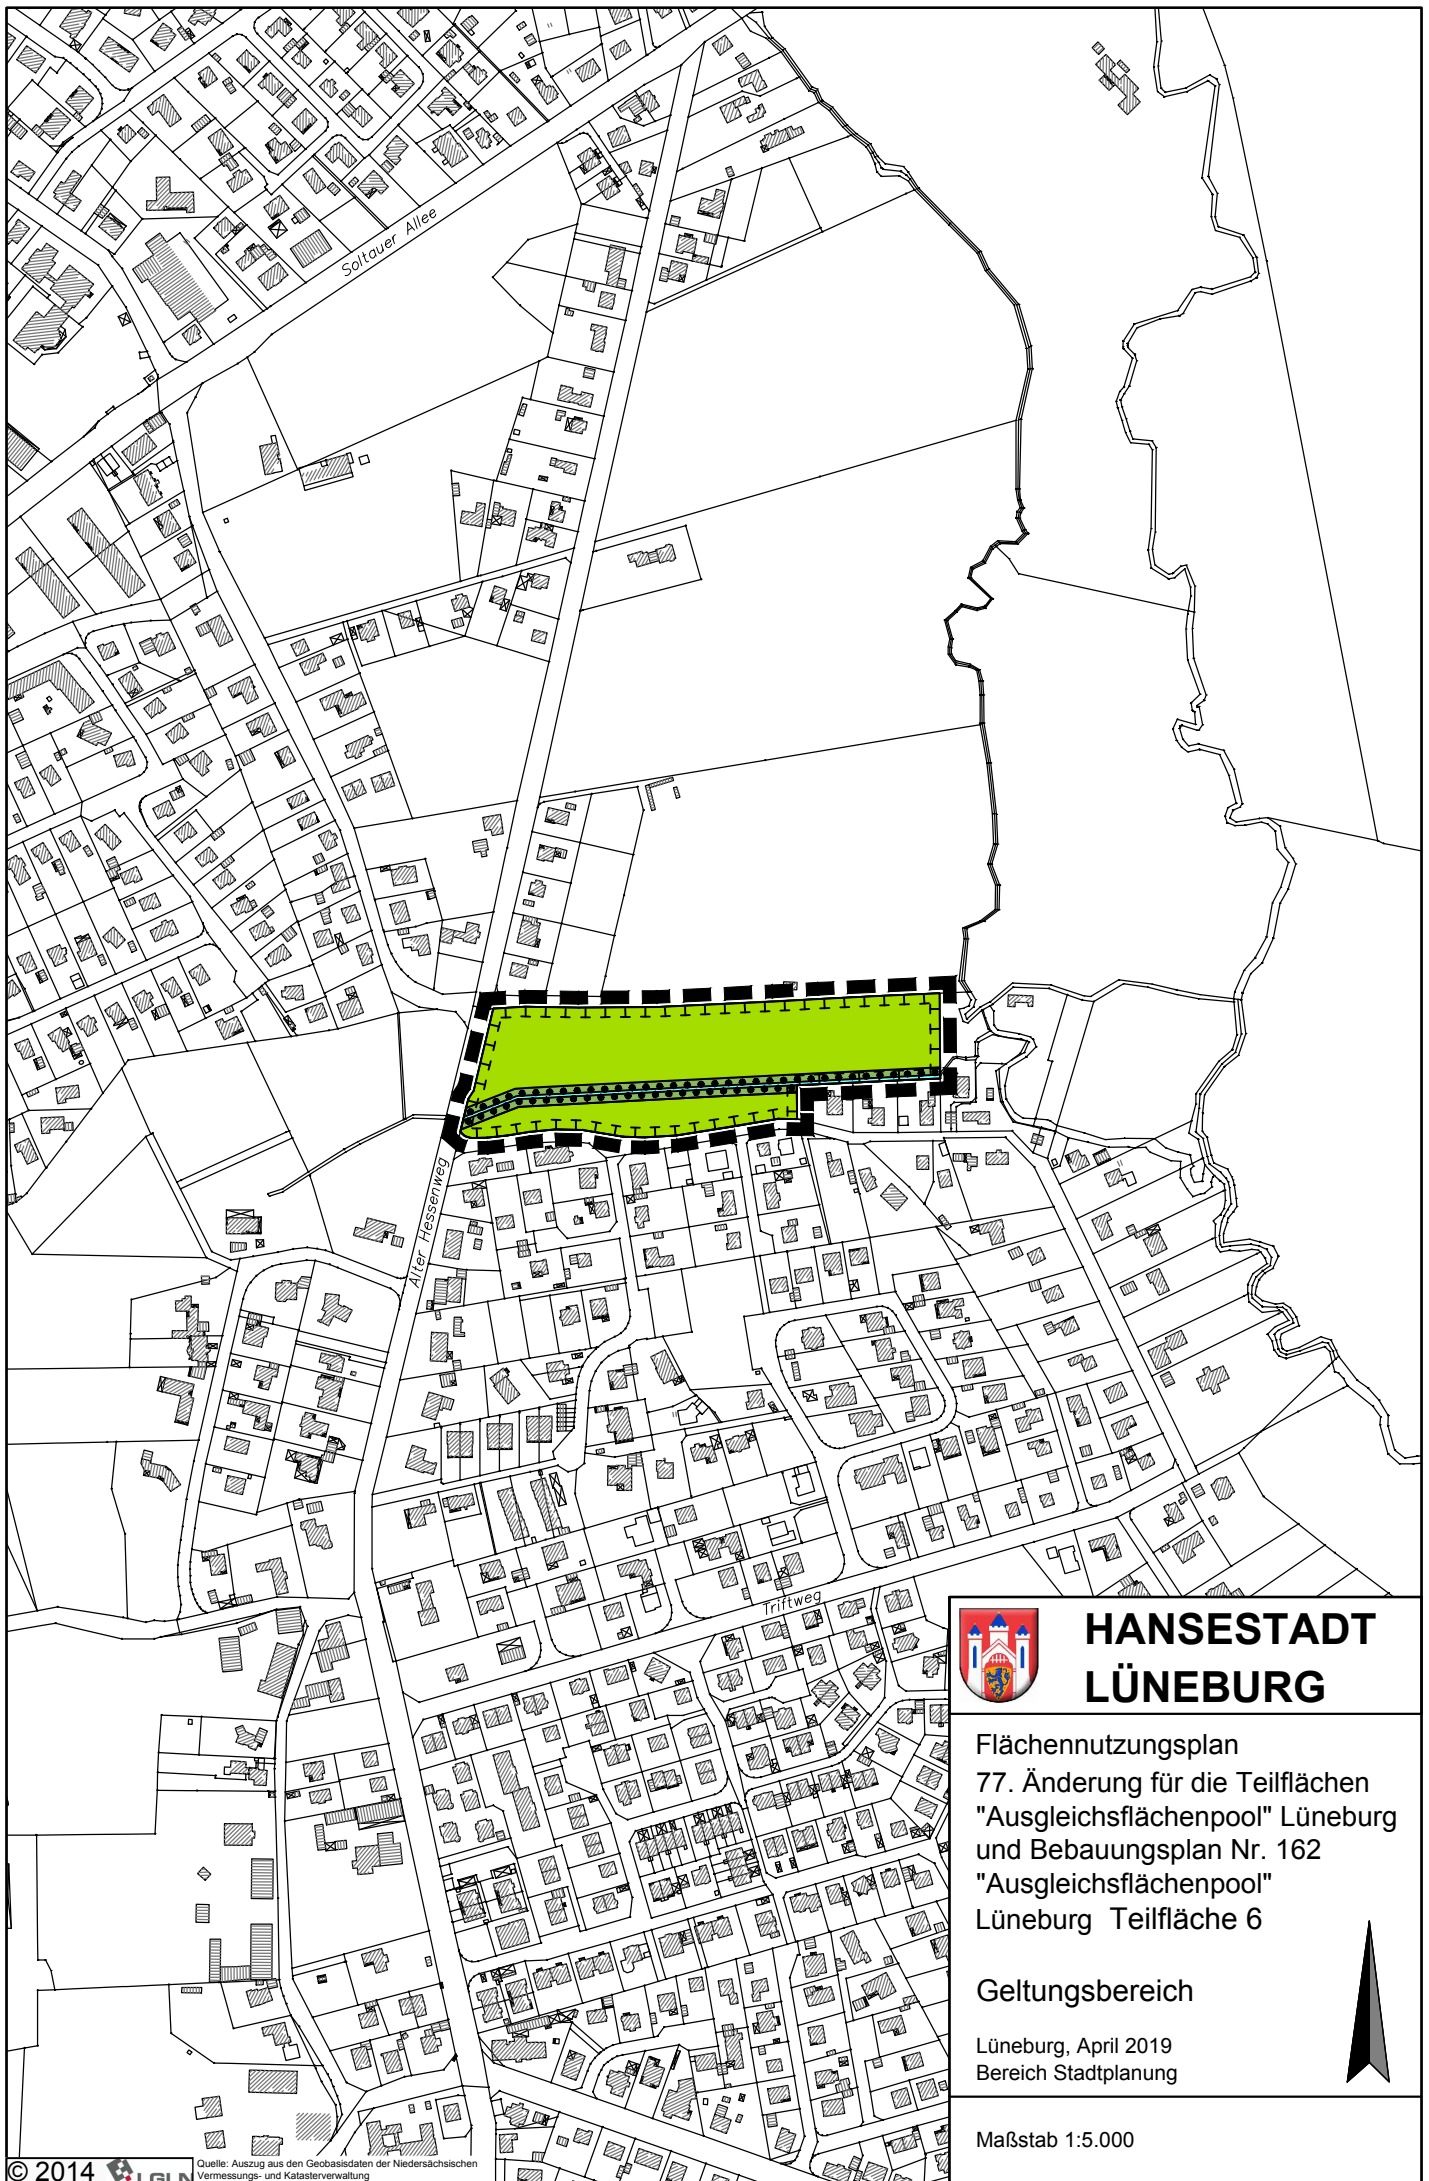 Soltauer Allee
Alter Hessenweg
Triftweg
HANSESTADT
LÜNEBURG
Flächennutzungsplan
77. Änderung für die Teilflächen
"Ausgleichsflächenpool" Lüneburg
und Bebauungsplan Nr. 162
"Ausgleichsflächenpool"
Lüneburg Teilfläche 6
Geltungsbereich
Lüneburg, April 2019
Bereich Stadtplanung
Maßstab 1:5.000
© 2014 LGLN
Quelle: Auszug aus den Geobasisdaten der Niedersächsischen
Vermessungs- und Katasterverwaltung